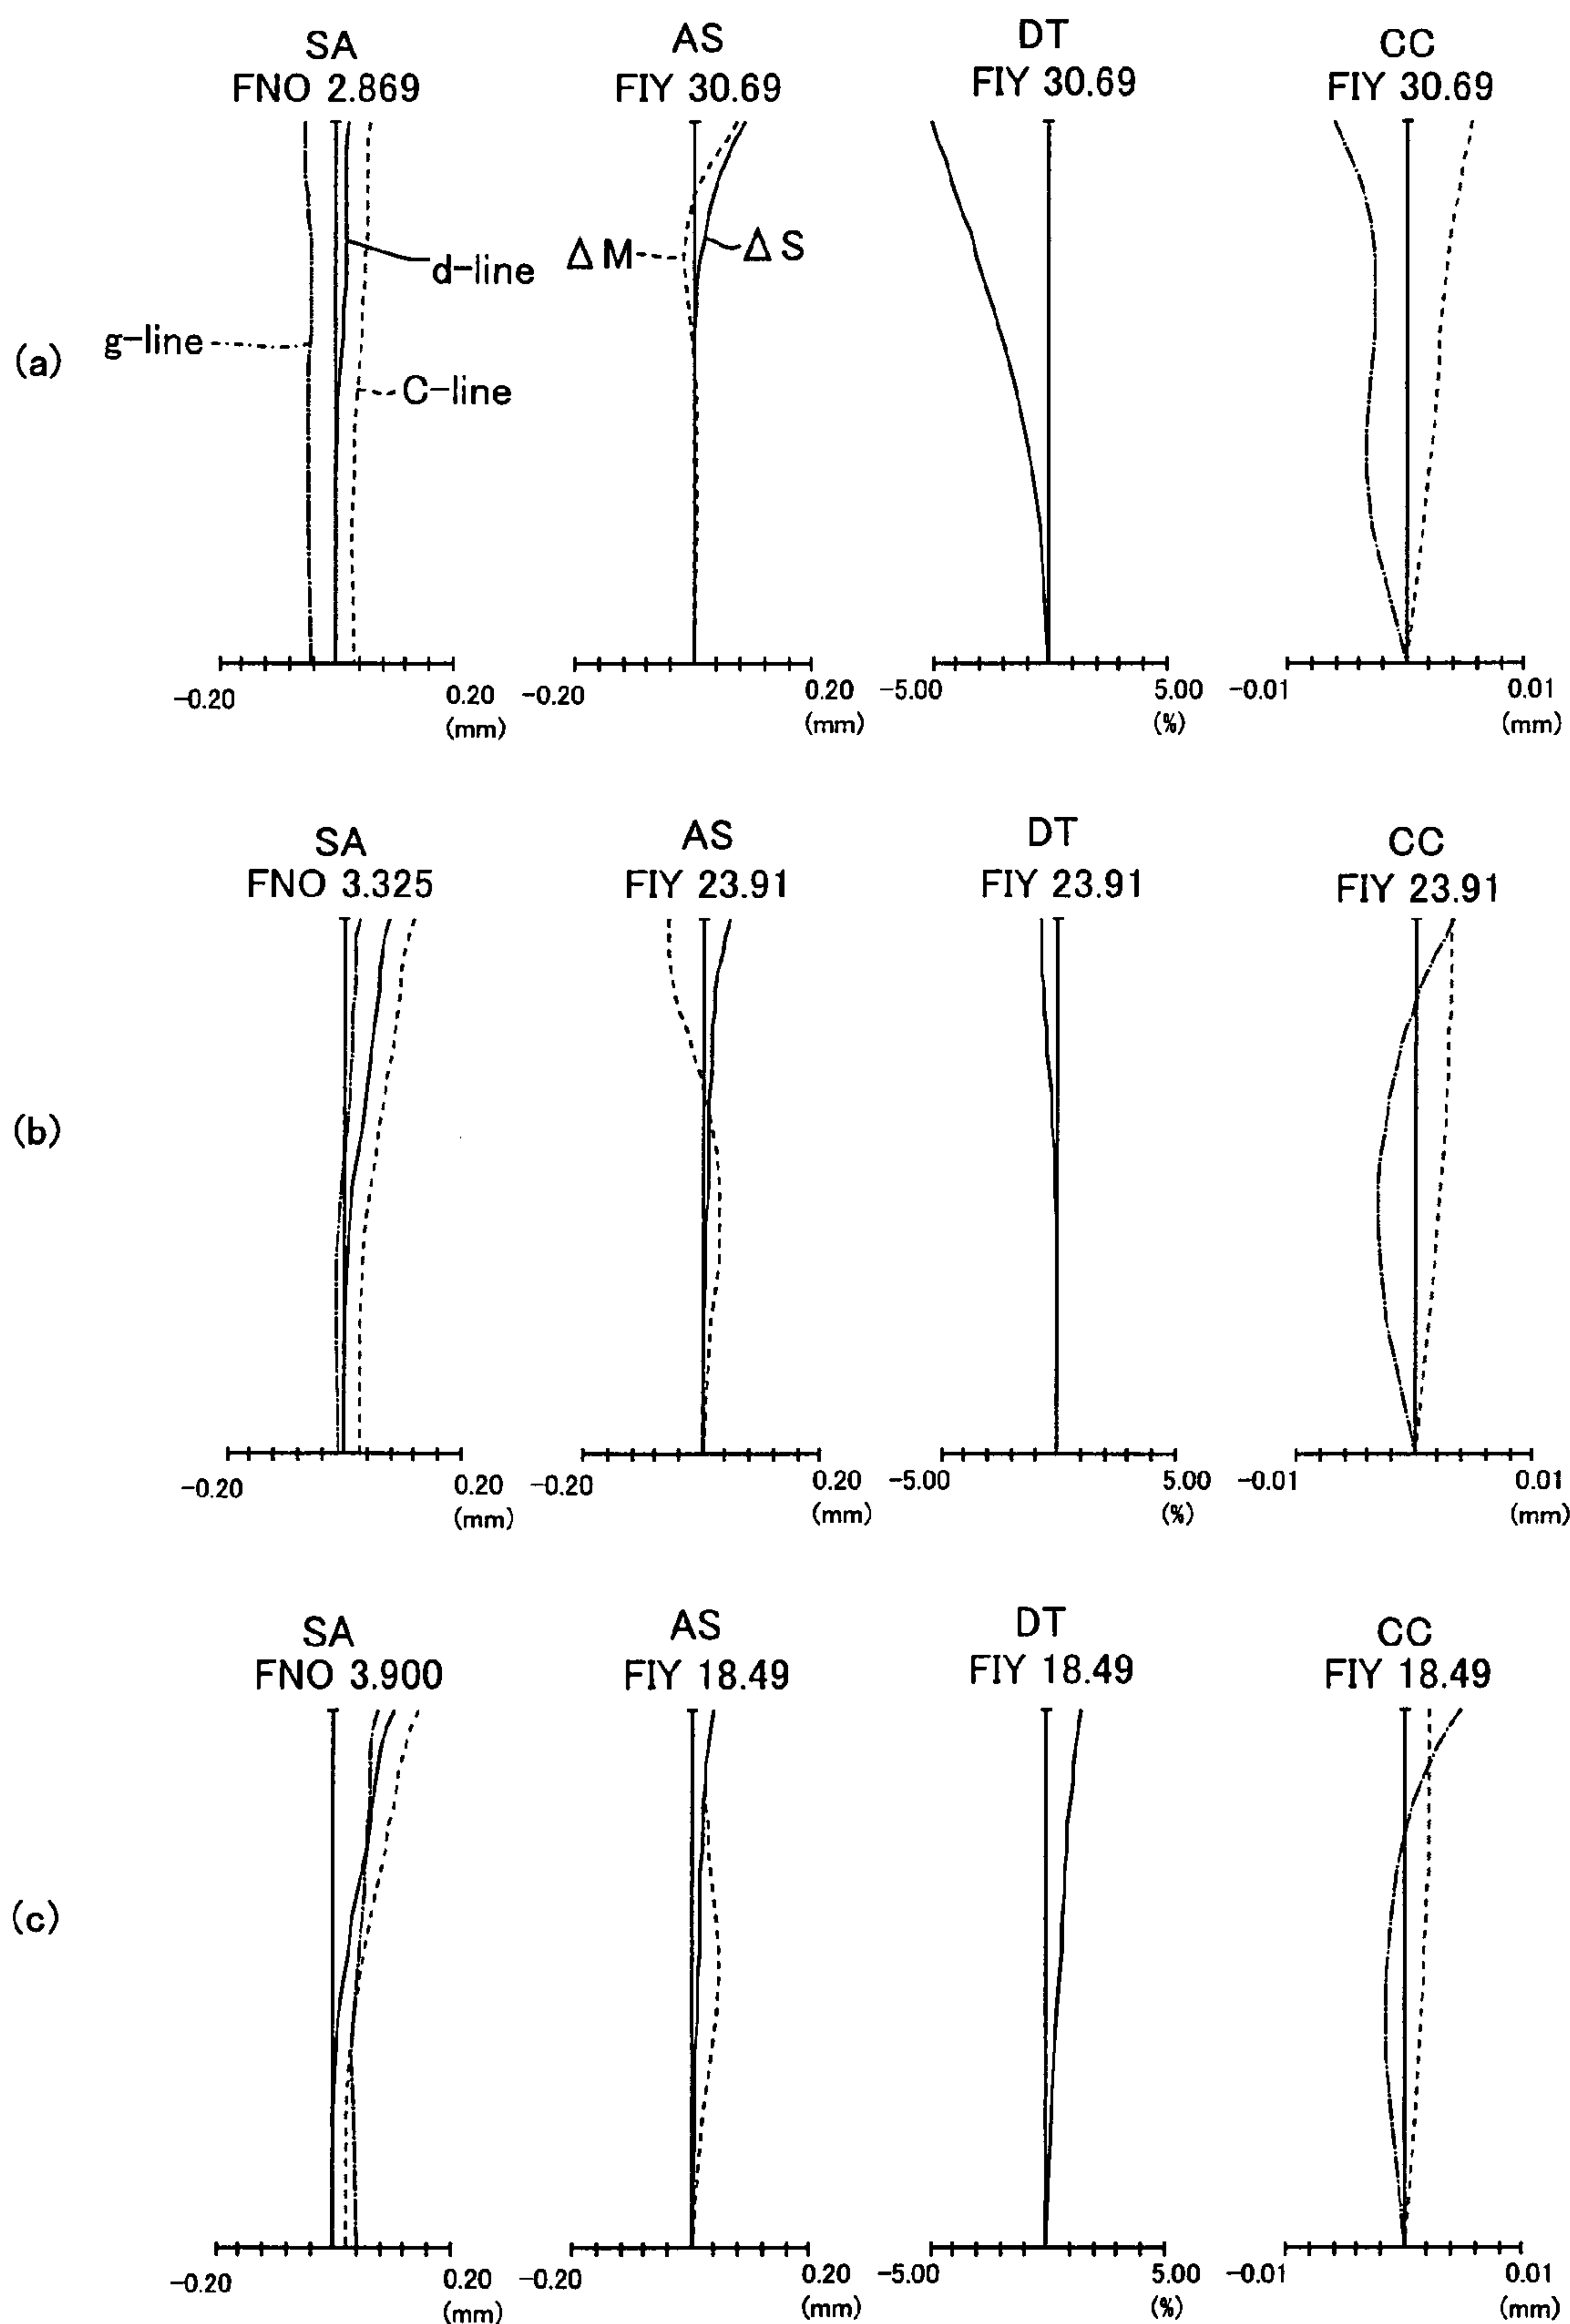 SA
FNO 2.869
AS
FIY 30.69
DT
FIY 30.69
CC
FIY 30.69
(a)
d-line
g-line
C-line
ΔM
ΔS
-0.20
0.20
(mm)
-0.20
0.20
(mm)
-5.00
5.00
(%)
-0.01
0.01
(mm)
SA
FNO 3.325
AS
FIY 23.91
DT
FIY 23.91
CC
FIY 23.91
(b)
-0.20
0.20
(mm)
-0.20
0.20
(mm)
-5.00
5.00
(%)
-0.01
0.01
(mm)
SA
FNO 3.900
AS
FIY 18.49
DT
FIY 18.49
CC
FIY 18.49
(c)
-0.20
0.20
(mm)
-0.20
0.20
(mm)
-5.00
5.00
(%)
-0.01
0.01
(mm)